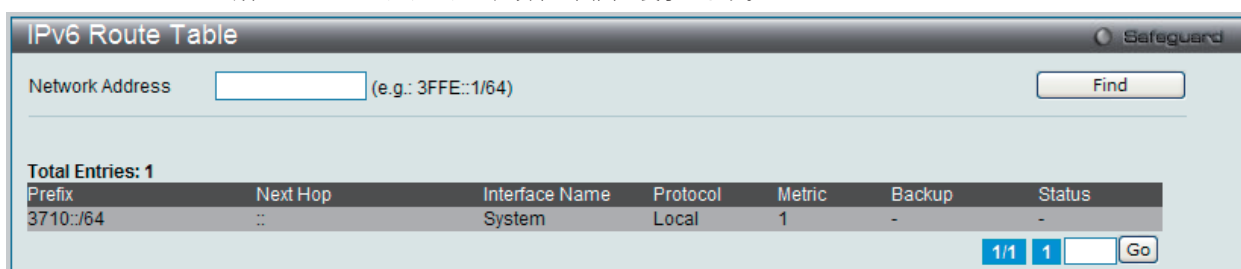 IPv6 Route Table
Safeguard
Network Address (e.g.: 3FFE::1/64) Find
Total Entries: 1
Prefix Next Hop Interface Name Protocol Metric Backup Status
3710::/64 :: System Local 1 - -
1/1 1 Go